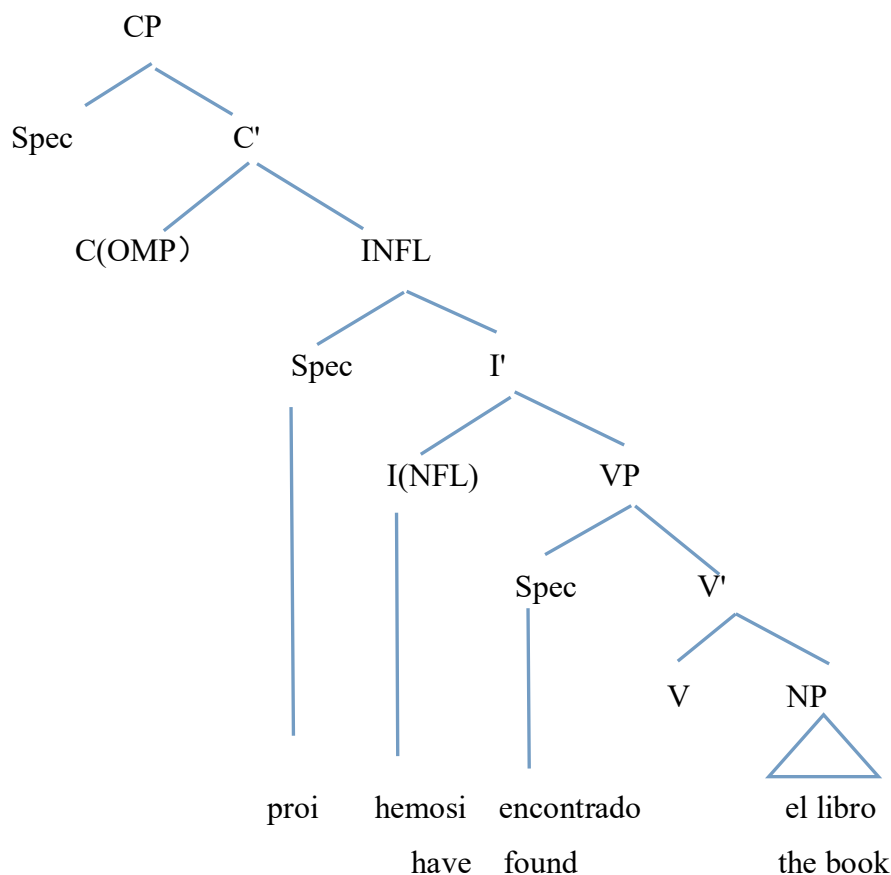 CP
Spec C'
C(OMP） INFL
Spec I'
I(NFL) VP
Spec V'
V NP
proi hemosi encontrado el libro
have found the book